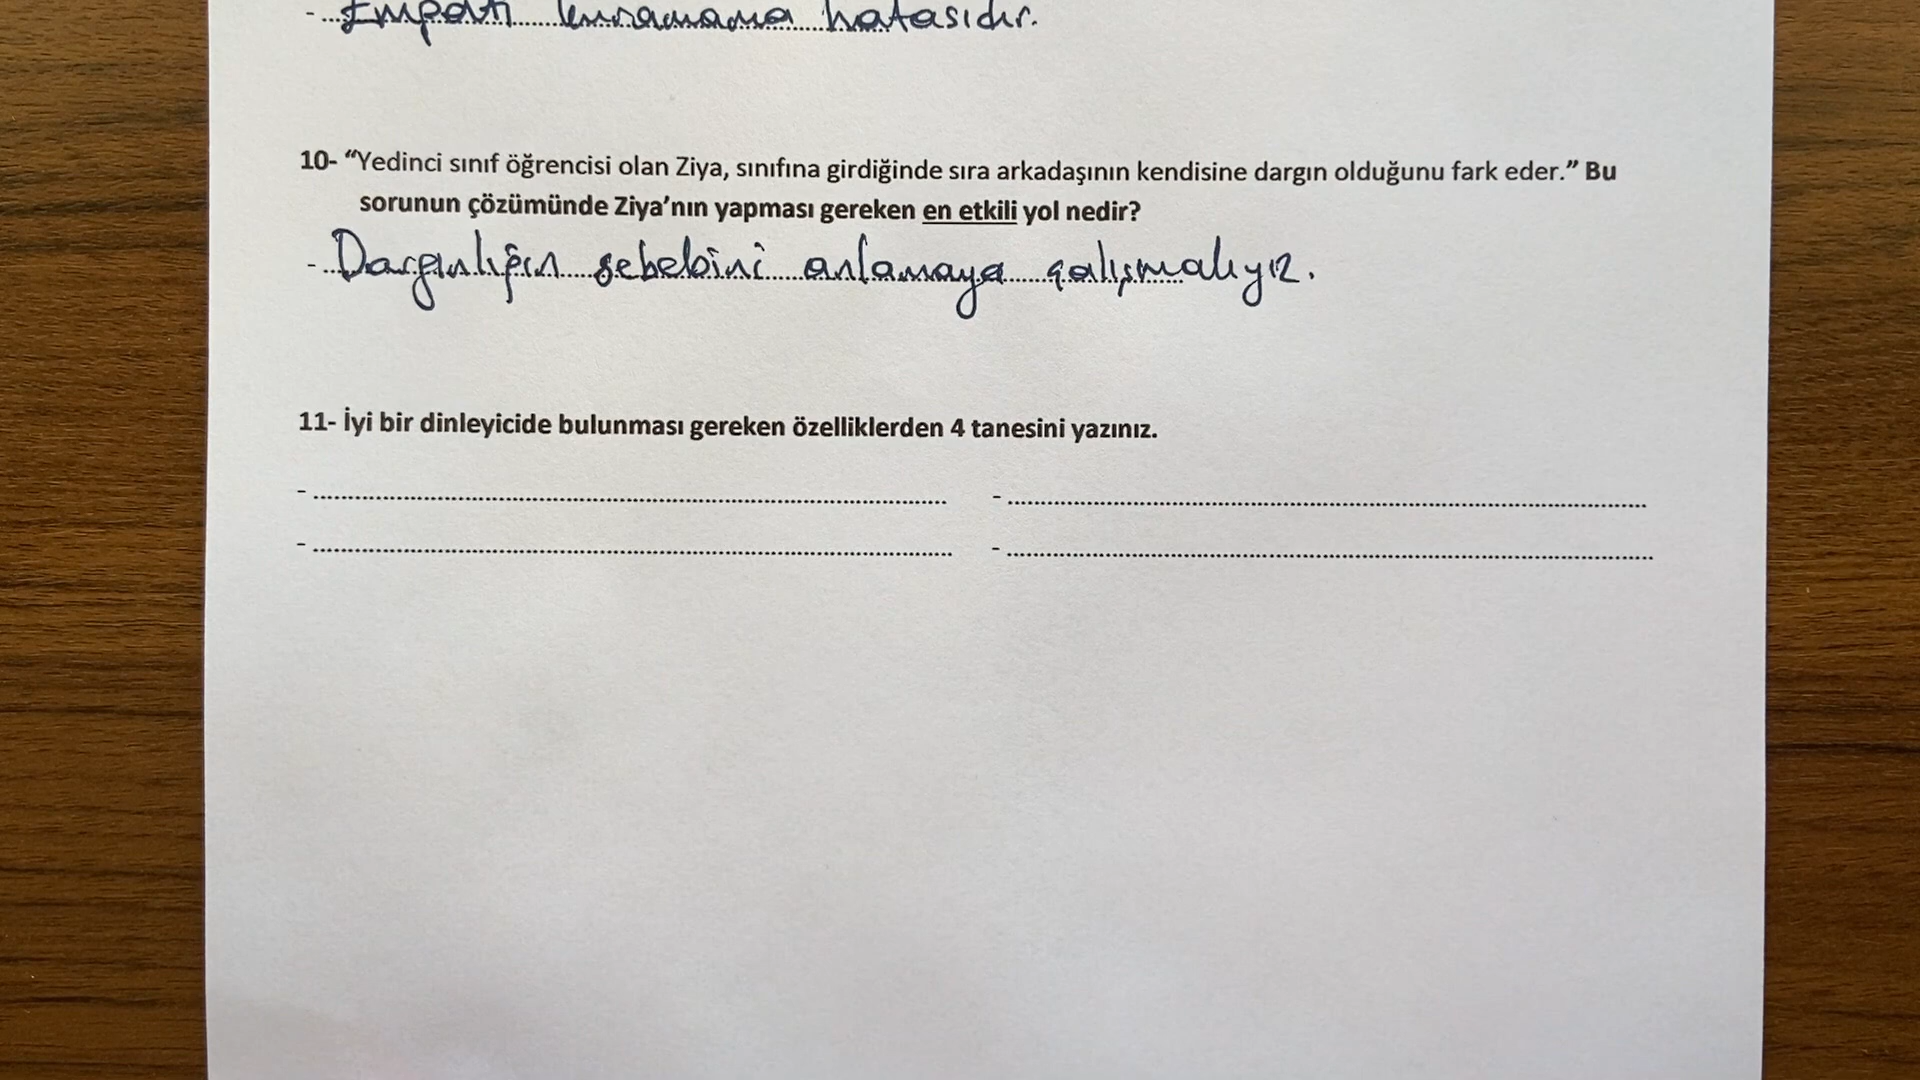 - Empati kuramama hatasıdır.
10- “Yedinci sınıf öğrencisi olan Ziya, sınıfına girdiğinde sıra arkadaşının kendisine dargın olduğunu fark eder.” Bu
sorunun çözümünde Ziya’nın yapması gereken en etkili yol nedir?
- Dargınlığın sebebini anlamaya çalışmalıyız.
11- İyi bir dinleyicide bulunması gereken özelliklerden 4 tanesini yazınız.
- ........................ - ........................
- ........................ - ........................